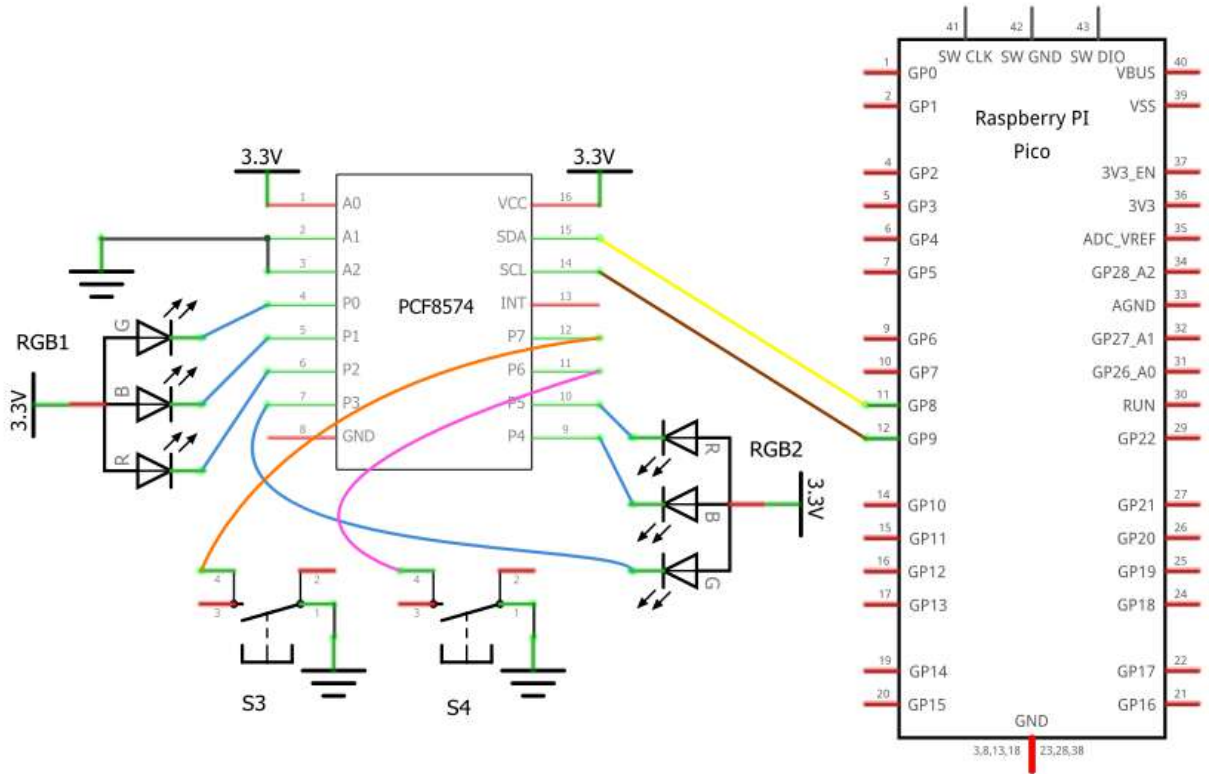 41 42 43
SW CLK SW GND SW DIO
1 GP0 VBUS 40
2 GP1 VSS 39
Raspberry PI
Pico
4 GP2 3V3_EN 37
5 GP3 3V3 36
6 GP4 ADC_VREF 35
7 GP5 GP28_A2 34
AGND 33
9 GP6 GP27_A1 32
10 GP7 GP26_A0 31
11 GP8 RUN 30
12 GP9 GP22 29
14 GP10 GP21 27
15 GP11 GP20 26
16 GP12 GP19 25
17 GP13 GP18 24
19 GP14 GP17 22
20 GP15 GP16 21
GND
3,8,13,18 23,28,38
3.3V 3.3V
1 A0 VCC 16
2 A1 SDA 15
3 A2 SCL 14
4 P0 INT 13
PCF8574
5 P1 P7 12
6 P2 P6 11
7 P3 P5 10
8 GND P4 9
RGB1
3.3V
G
B
R
RGB2
3.3V
R
B
G
4 2
3 1
S3
4 2
3 1
S4